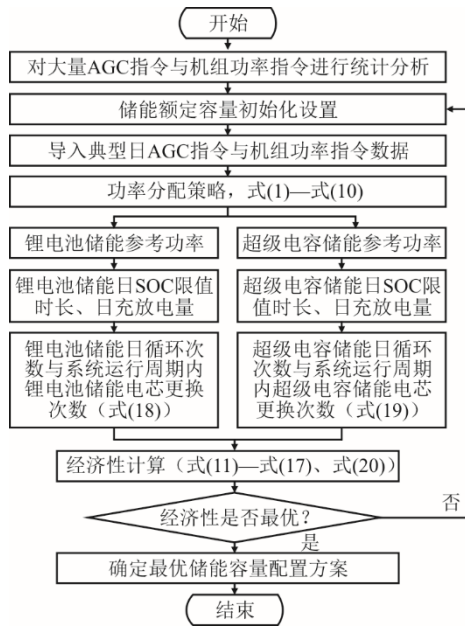 开始
对大量AGC指令与机组功率指令进行统计分析
储能额定容量初始化设置
导入典型日AGC指令与机组功率指令数据
功率分配策略，式(1)—式(10)
锂电池储能参考功率
超级电容储能参考功率
锂电池储能日SOC限值
时长、日充放电量
超级电容储能日SOC限
值时长、日充放电量
锂电池储能日循环次
数与系统运行周期内
锂电池储能电芯更换
次数（式(18)）
超级电容储能日循环
次数与系统运行周期
内超级电容储能电芯
更换次数（式(19)）
经济性计算（式(11)—式(17)、式(20)）
经济性是否最优？
否
是
确定最优储能容量配置方案
结束